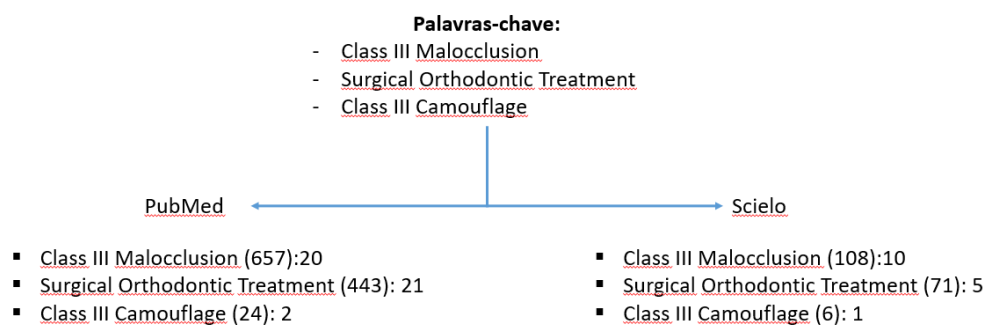 Palavras-chave:
- Class III Malocclusion
- Surgical Orthodontic Treatment
- Class III Camouflage
PubMed
Scielo
▪ Class III Malocclusion (657):20
▪ Surgical Orthodontic Treatment (443): 21
▪ Class III Camouflage (24): 2
▪ Class III Malocclusion (108):10
▪ Surgical Orthodontic Treatment (71): 5
▪ Class III Camouflage (6): 1